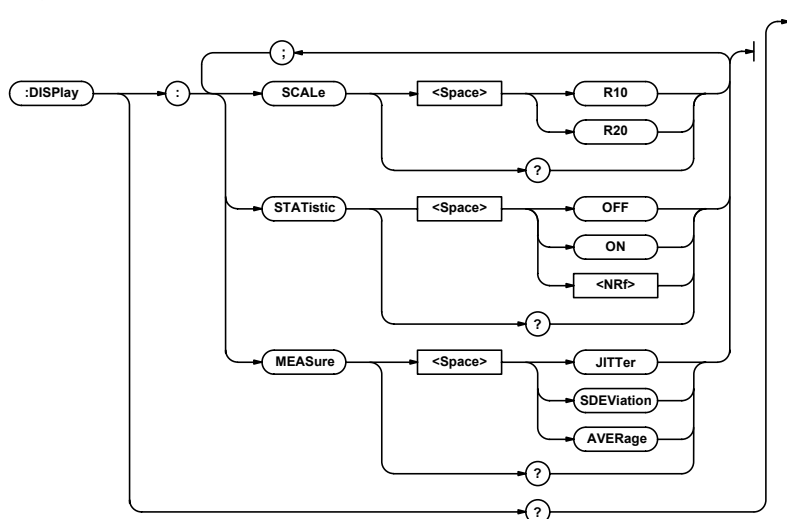 ;
:DISPlay : SCALe <Space> R10
R20
?
STATistic <Space> OFF
ON
<NRf>
?
MEASure <Space> JITTer
SDEViation
AVERage
?
?